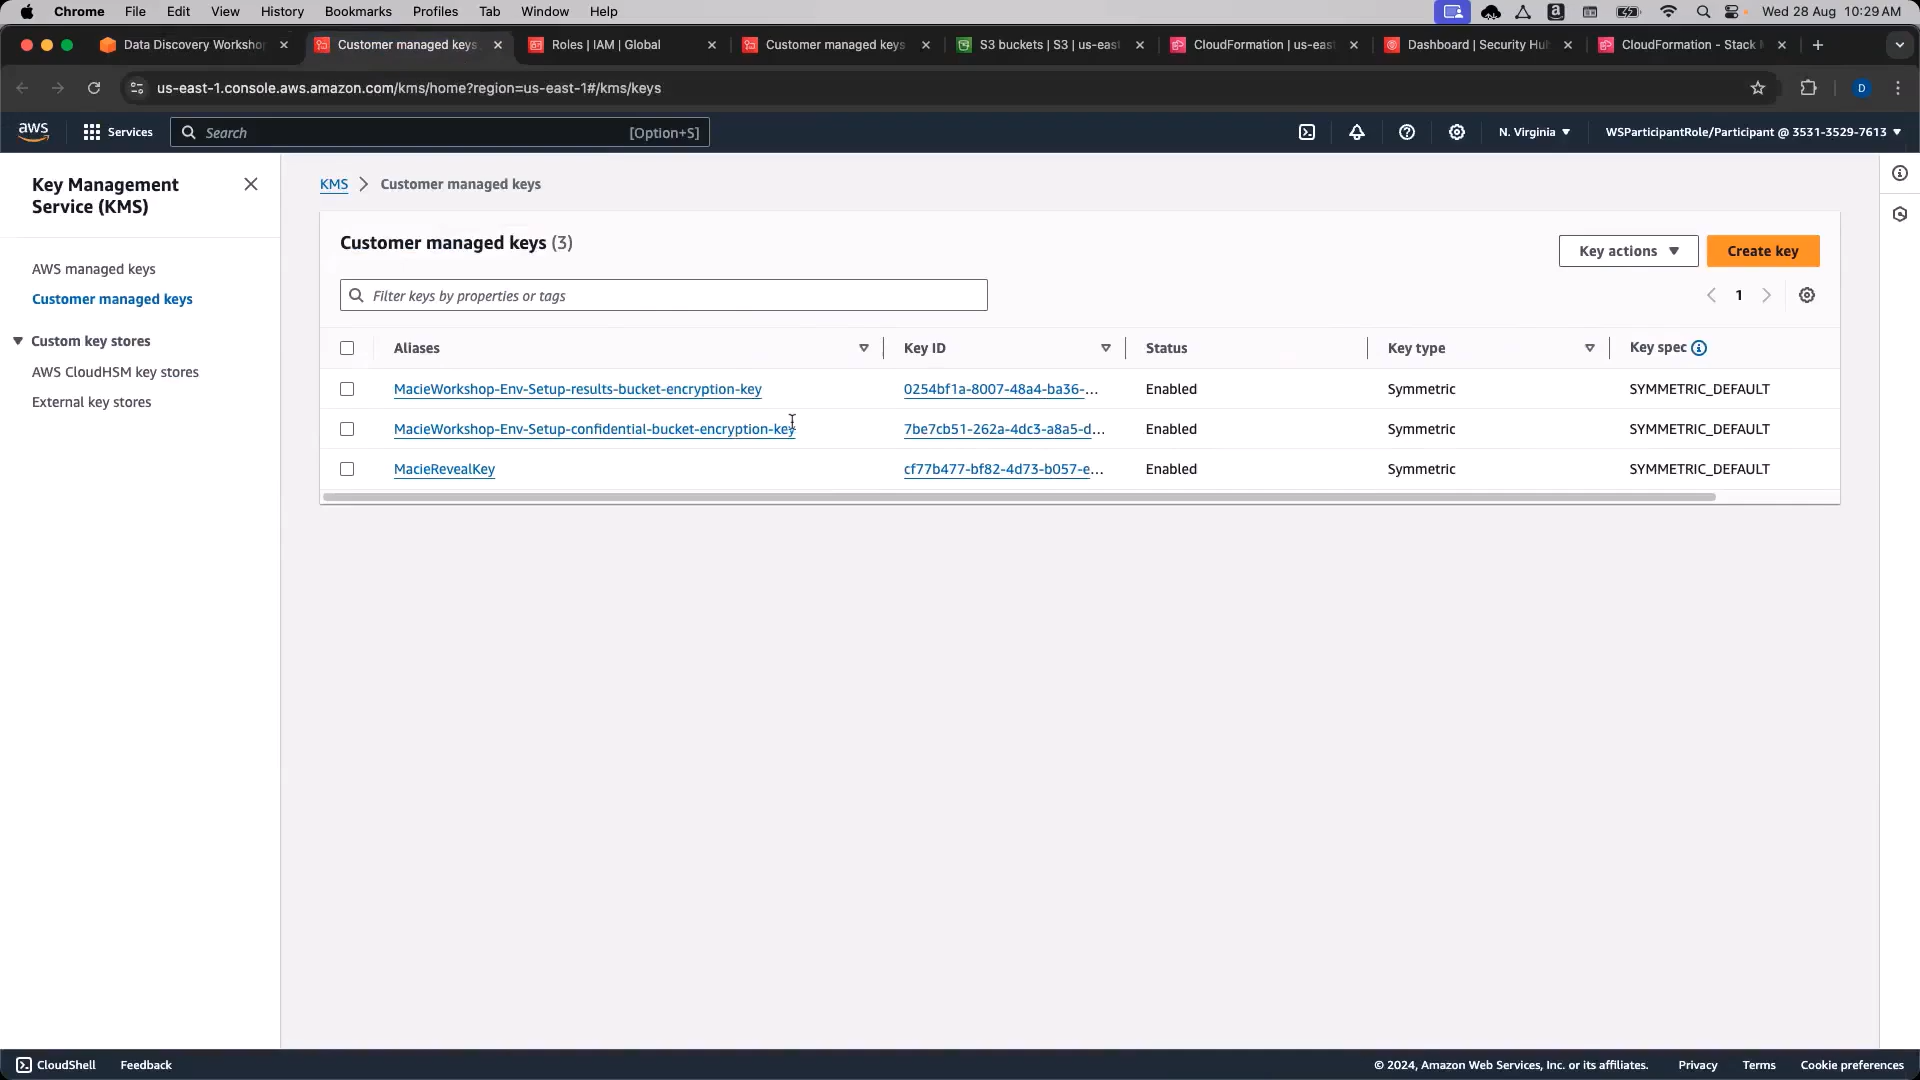 Chrome File Edit View History Bookmarks Profiles Tab Window Help
Wed 28 Aug 10:29 AM
Data Discovery Worksho
Customer managed keys
Roles | IAM | Global
Customer managed keys
S3 buckets | S3 | us-east
CloudFormation | us-east
Dashboard | Security Hu
CloudFormation - Stack
us-east-1.console.aws.amazon.com/kms/home?region=us-east-1#/kms/keys
D
aws
Services
Search
[Option+S]
N. Virginia
WSParticipantRole/Participant @ 3531-3529-7613
Key Management
Service (KMS)
AWS managed keys
Customer managed keys
Custom key stores
AWS CloudHSM key stores
External key stores
KMS > Customer managed keys
Customer managed keys (3)
Key actions
Create key
Filter keys by properties or tags
1
Aliases Key ID Status Key type Key spec
MacieWorkshop-Env-Setup-results-bucket-encryption-key 0254bf1a-8007-48a4-ba36-... Enabled Symmetric SYMMETRIC_DEFAULT
MacieWorkshop-Env-Setup-confidential-bucket-encryption-key 7be7cb51-262a-4dc3-a8a5-d... Enabled Symmetric SYMMETRIC_DEFAULT
MacieRevealKey cf77b477-bf82-4d73-b057-e... Enabled Symmetric SYMMETRIC_DEFAULT
CloudShell Feedback
© 2024, Amazon Web Services, Inc. or its affiliates. Privacy Terms Cookie preferences